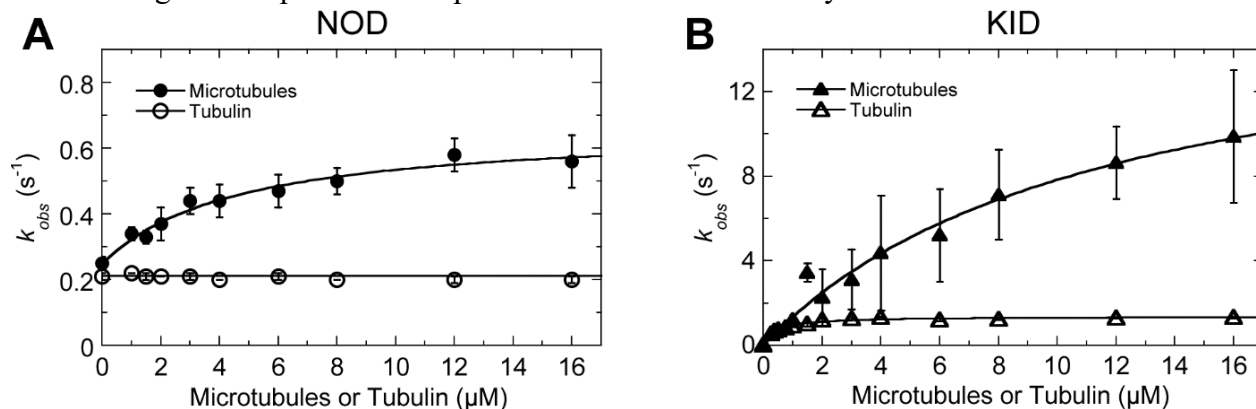 A NOD
0.8
0.6
0.4
0.2
0
k_obs (s⁻¹)
Microtubules
Tubulin
0 2 4 6 8 10 12 14 16
Microtubules or Tubulin (µM)
B KID
12
8
4
0
k_obs (s⁻¹)
Microtubules
Tubulin
0 2 4 6 8 10 12 14 16
Microtubules or Tubulin (µM)